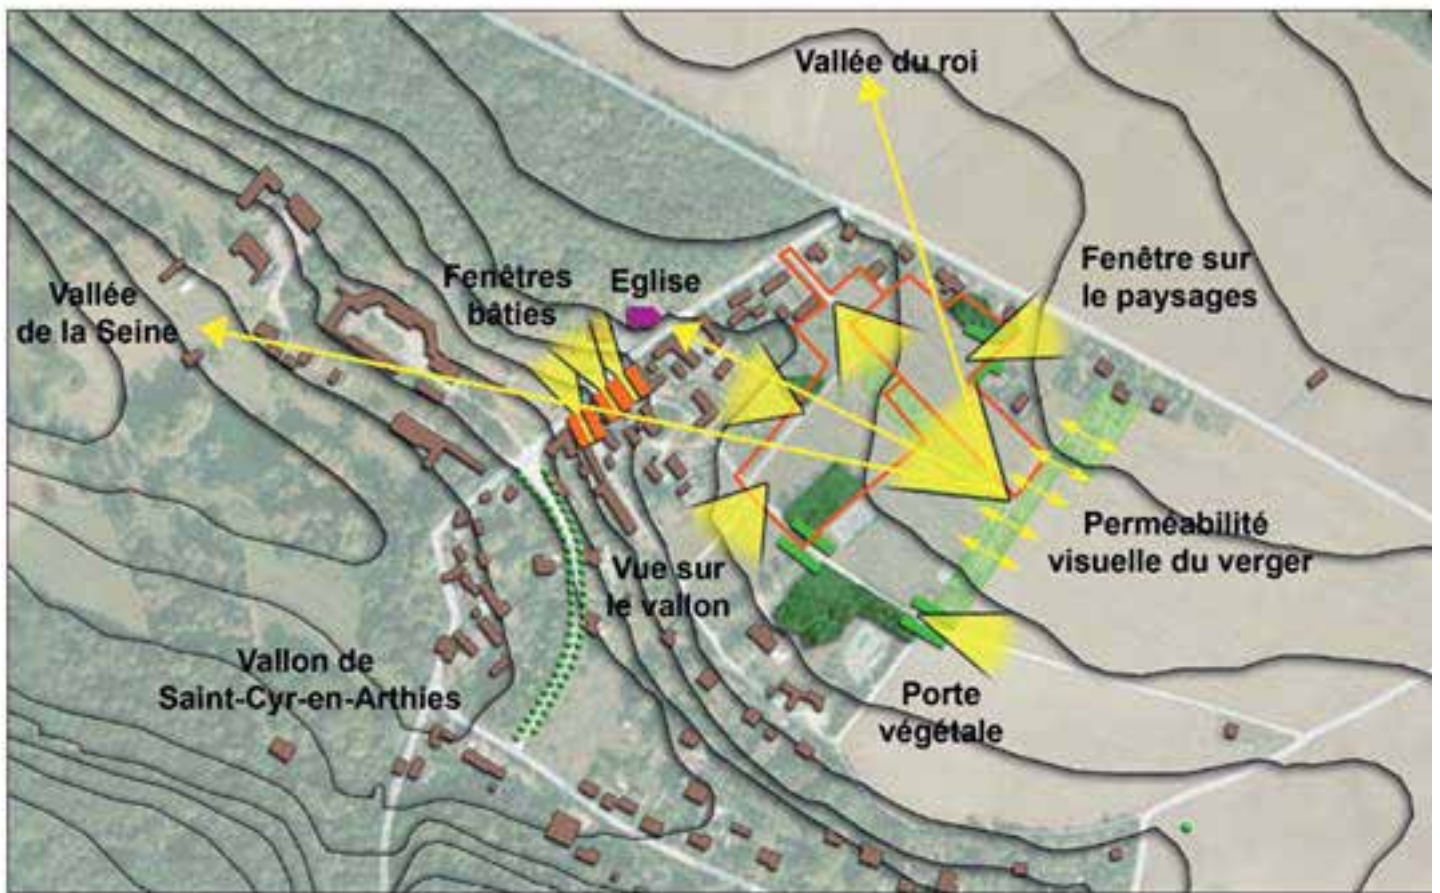 Vallée du roi
Fenêtre sur
le paysages
Fenêtres
bâties
Eglise
Vallée
de la Seine
Perméabilité
visuelle du verger
Vue sur
le vallon
Vallon de
Saint-Cyr-en-Arthies
Porte
végétale